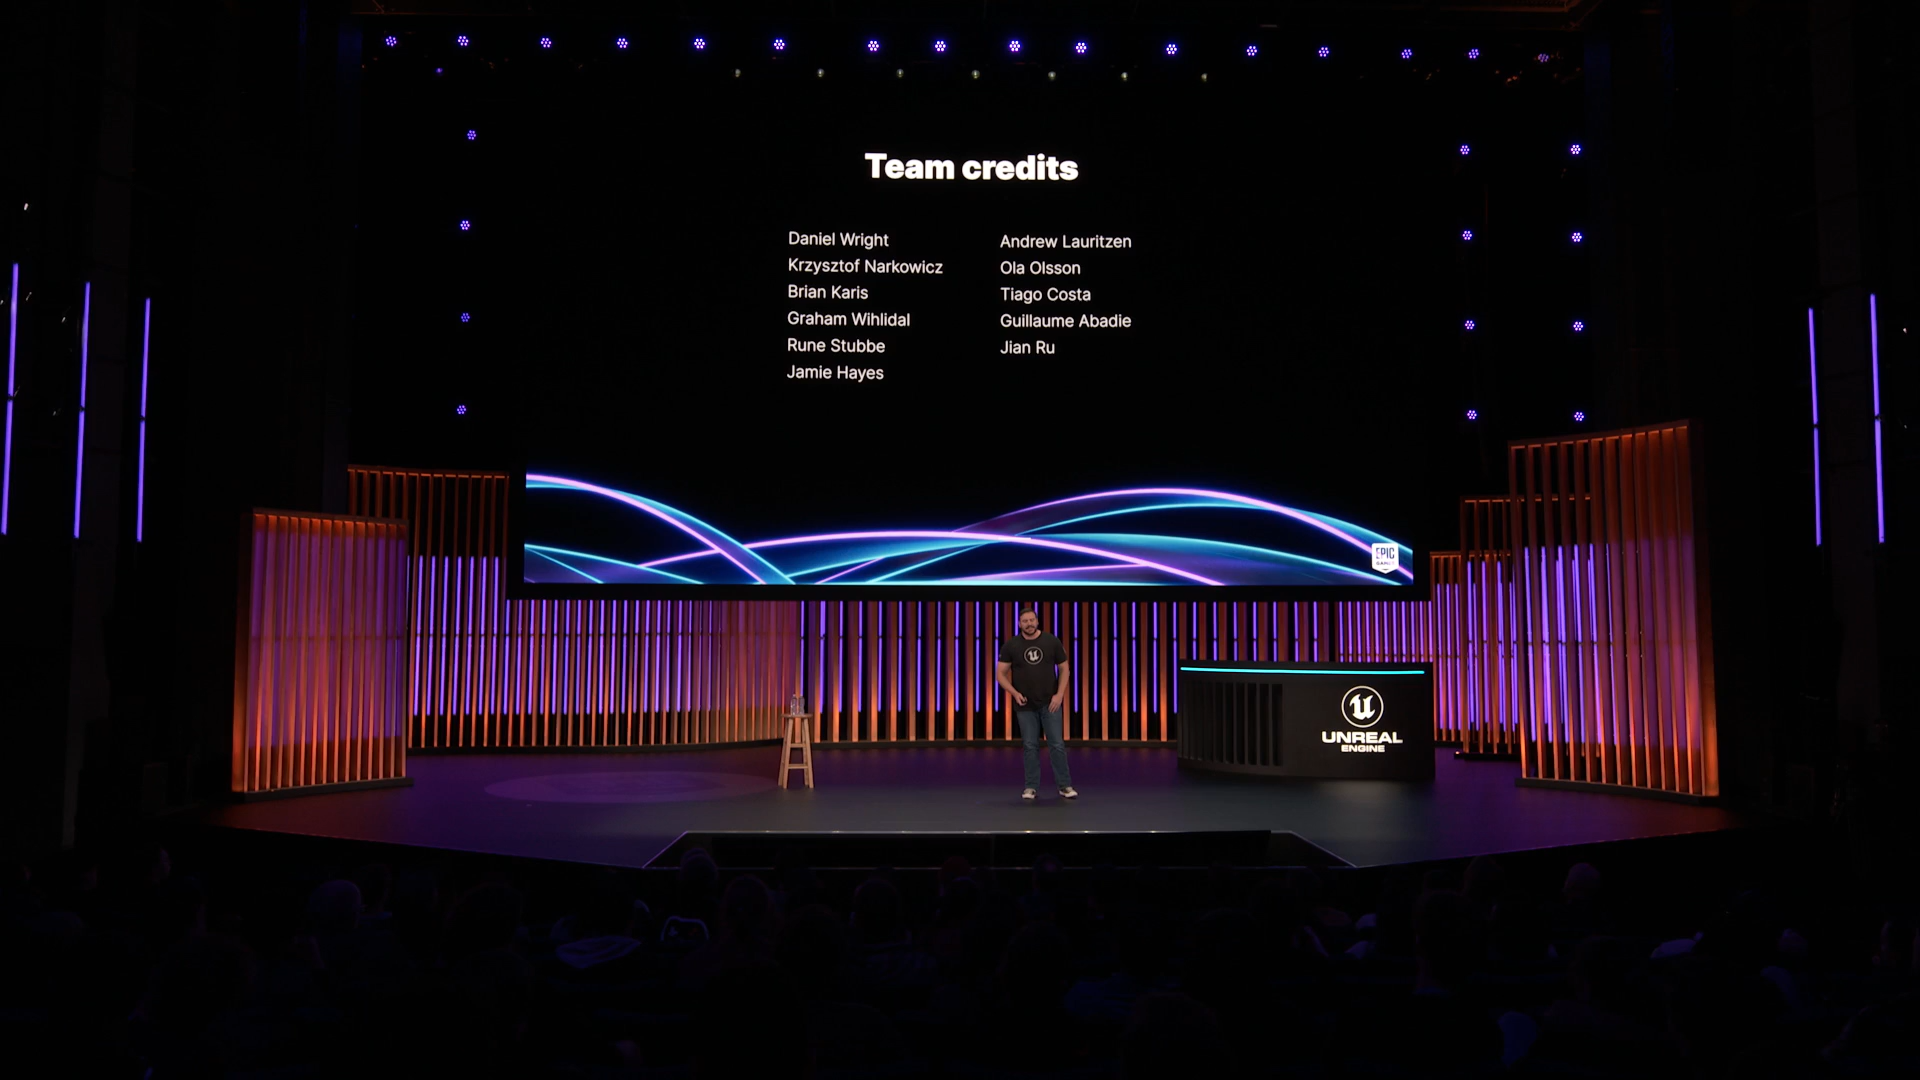 Team credits
Daniel Wright
Krzysztof Narkowicz
Brian Karis
Graham Wihlidal
Rune Stubbe
Jamie Hayes
Andrew Lauritzen
Ola Olsson
Tiago Costa
Guillaume Abadie
Jian Ru
EPIC
GAMES
UNREAL
ENGINE